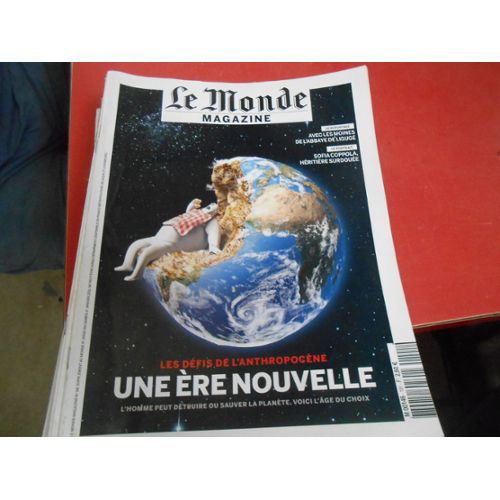 Le Monde
MAGAZINE
AVEC LES MOINES
DE L'ABBAYE DE LIGUGÉ
SOFIA COPPOLA,
HÉRITIÈRE SURDOUÉE
LES DÉFIS DE L'ANTHROPOCÈNE
UNE ÈRE NOUVELLE
L'HOMME PEUT DÉTRUIRE OU SAUVER LA PLANÈTE. VOICI L'ÂGE DU CHOIX